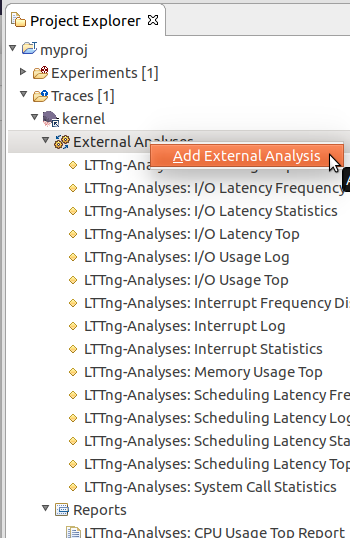 Project Explorer
myproj
Experiments [1]
Traces [1]
kernel
External Analyses
Add External Analysis
LTTng-Ana
LTTng-Analyses: I/O Latency Frequency
LTTng-Analyses: I/O Latency Statistics
LTTng-Analyses: I/O Latency Top
LTTng-Analyses: I/O Usage Log
LTTng-Analyses: I/O Usage Top
LTTng-Analyses: Interrupt Frequency Di
LTTng-Analyses: Interrupt Log
LTTng-Analyses: Interrupt Statistics
LTTng-Analyses: Memory Usage Top
LTTng-Analyses: Scheduling Latency Fre
LTTng-Analyses: Scheduling Latency Log
LTTng-Analyses: Scheduling Latency Sta
LTTng-Analyses: Scheduling Latency Top
LTTng-Analyses: System Call Statistics
Reports
LTTng-Analyses: CPU Usage Top Report